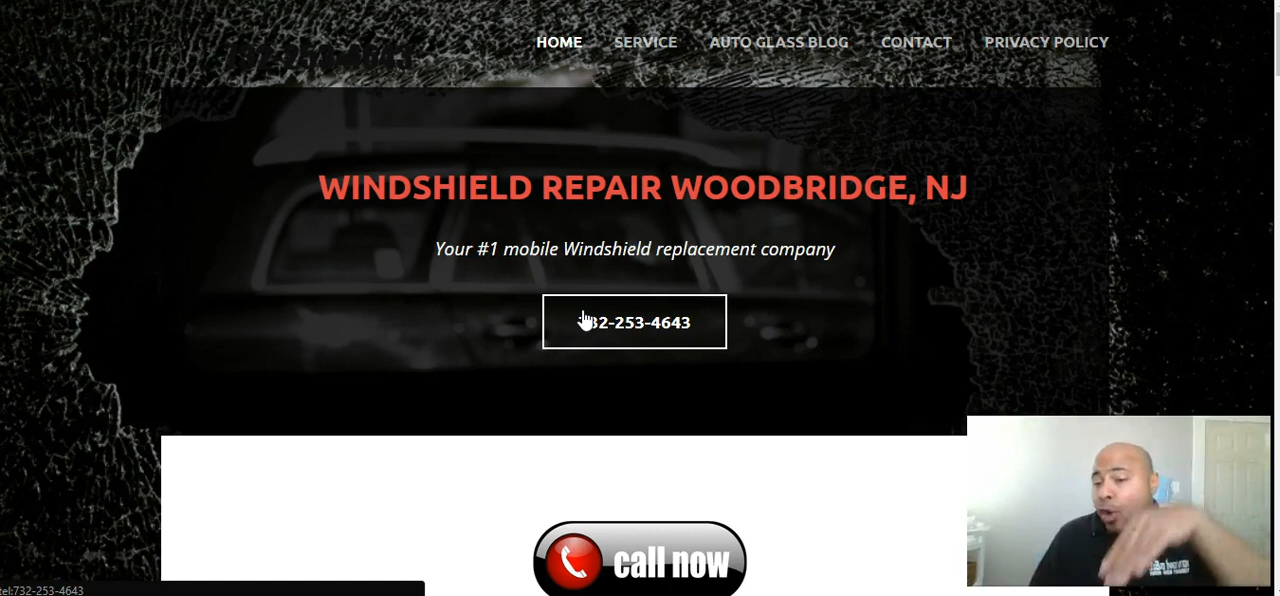 HOME SERVICE AUTO GLASS BLOG CONTACT PRIVACY POLICY
WINDSHIELD REPAIR WOODBRIDGE, NJ
Your #1 mobile Windshield replacement company
32-253-4643
call now
tel:732-253-4643